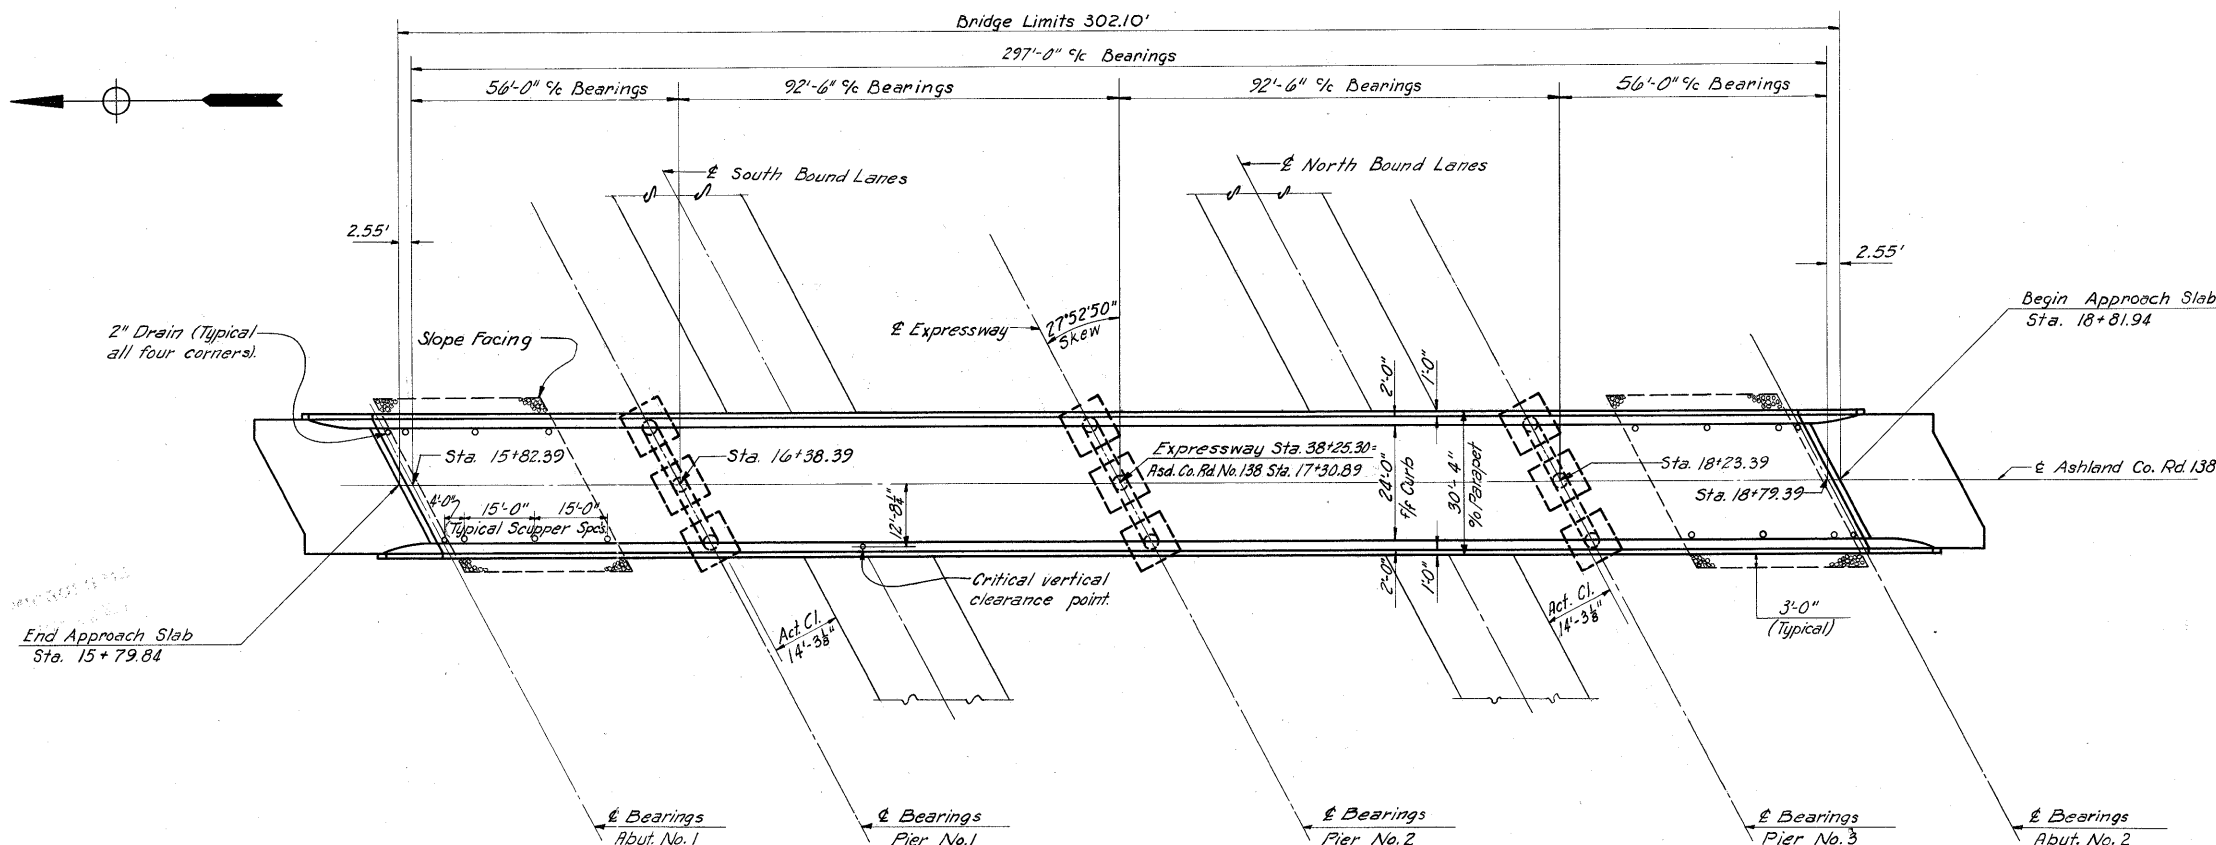 Bridge Limits 302.10'
297'-0" c/c Bearings
56'-0" c/c Bearings
92'-6" c/c Bearings
92'-6" c/c Bearings
56'-0" c/c Bearings
℄ South Bound Lanes
℄ North Bound Lanes
2.55'
2.55'
Begin Approach Slab
Sta. 18+81.94
2" Drain (Typical
all four corners).
Slope Facing
℄ Expressway
27°52'50"
Skew
2'-0"
1'-0"
Sta. 15+82.39
Sta. 16+38.39
Expressway Sta. 38+25.30=
Asd. Co. Rd. No. 138 Sta. 17+30.89
24'-0"
f/f Curb
30'-4"
o/o Parapet
Sta. 18+23.39
Sta. 18+79.39
℄ Ashland Co. Rd. 138
4'-0"
15'-0"
15'-0"
(Typical Scupper Spcs.)
12'-8¼"
2'-0"
1'-0"
Critical vertical
clearance point.
Act. Cl.
14'-3⅛"
Act. Cl.
14'-3⅛"
3'-0"
(Typical)
End Approach Slab
Sta. 15+79.84
℄ Bearings
Abut. No. 1
℄ Bearings
Pier No. 1
℄ Bearings
Pier No. 2
℄ Bearings
Pier No. 3
℄ Bearings
Abut. No. 2